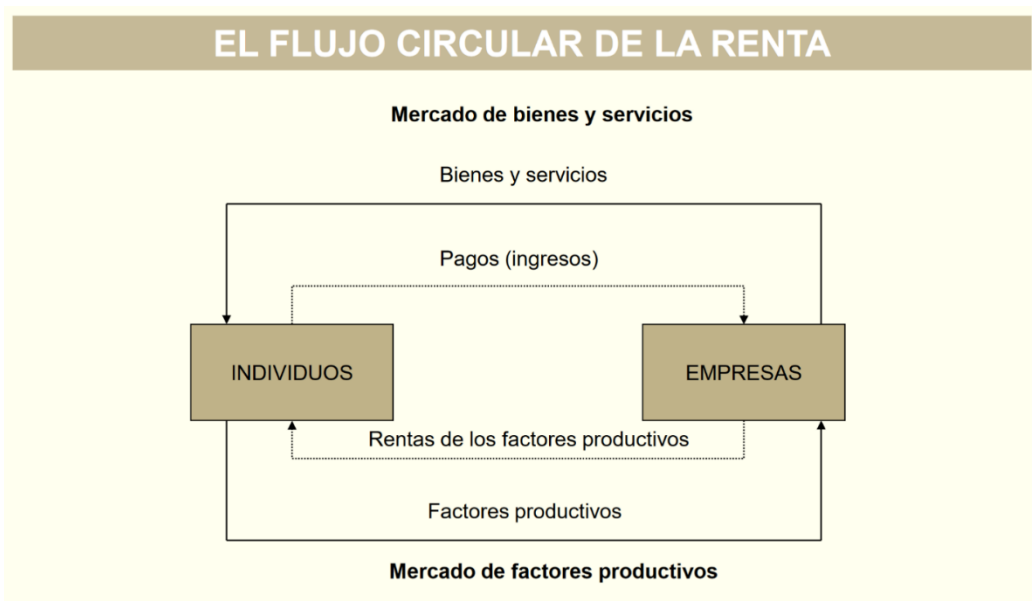 EL FLUJO CIRCULAR DE LA RENTA
Mercado de bienes y servicios
Bienes y servicios
Pagos (ingresos)
INDIVIDUOS
EMPRESAS
Rentas de los factores productivos
Factores productivos
Mercado de factores productivos